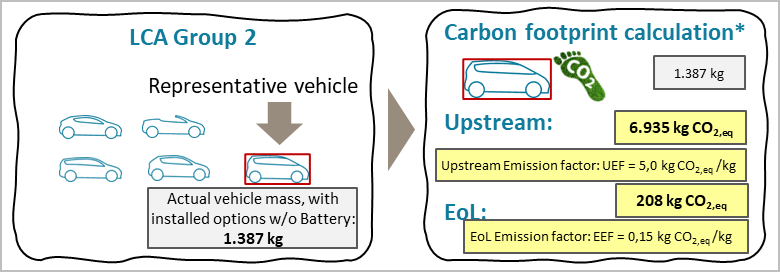 LCA Group 2
Representative vehicle
Actual vehicle mass, with
installed options w/o Battery:
1.387 kg
Carbon footprint calculation*
CO2
1.387 kg
Upstream:
6.935 kg CO2,eq
Upstream Emission factor: UEF = 5,0 kg CO2,eq /kg
208 kg CO2,eq
EoL:
EoL Emission factor: EEF = 0,15 kg CO2,eq /kg